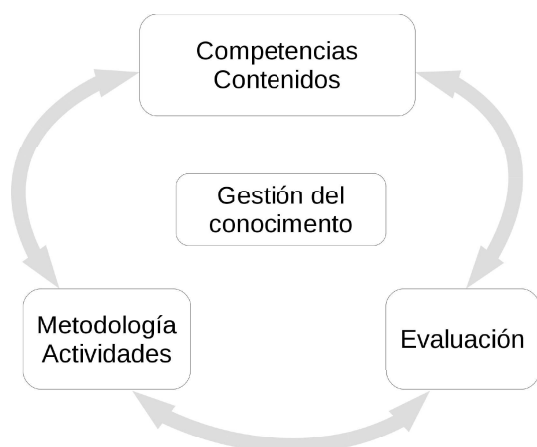 Competencias
Contenidos
Gestión del
conocimento
Metodología
Actividades
Evaluación